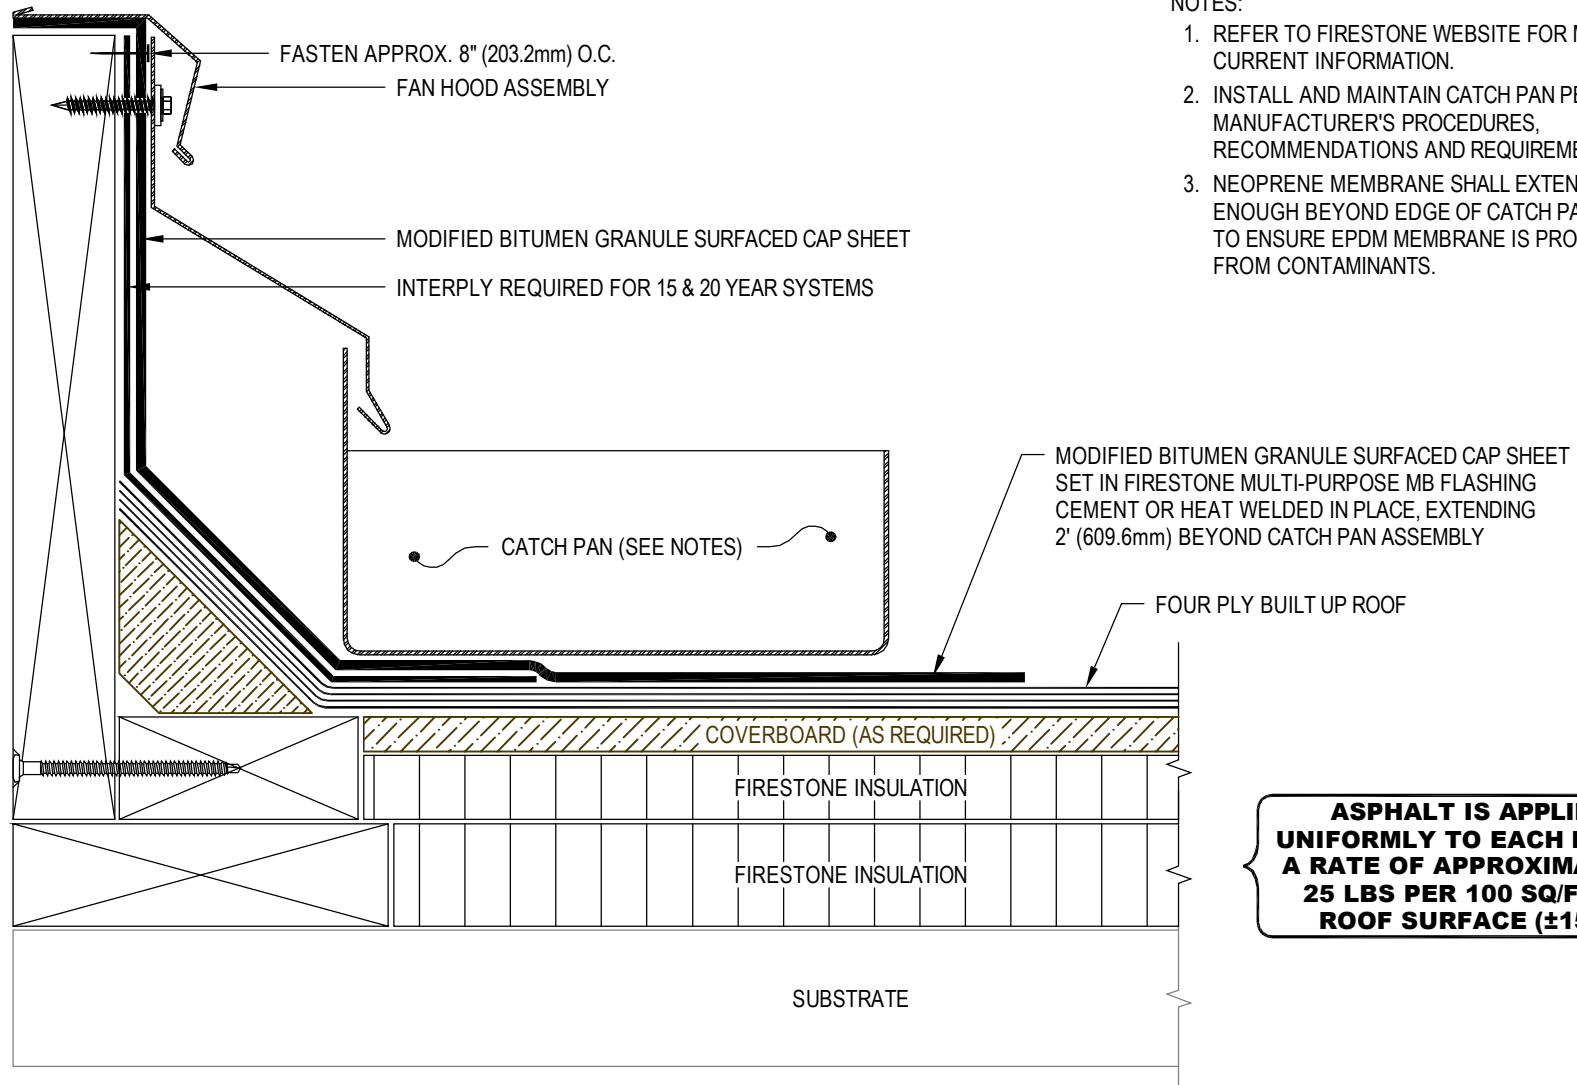 NOTES:
1. REFER TO FIRESTONE WEBSITE FOR
CURRENT INFORMATION.
2. INSTALL AND MAINTAIN CATCH PAN
MANUFACTURER'S PROCEDURES,
RECOMMENDATIONS AND
3. NEOPRENE MEMBRANE SHALL
ENOUGH BEYOND EDGE OF CATCH
TO ENSURE EPDM MEMBRANE IS
FROM CONTAMINANTS.
FASTEN APPROX. 8" (203.2mm) O.C.
FAN HOOD ASSEMBLY
MODIFIED BITUMEN GRANULE SURFACED CAP SHEET
INTERPLY REQUIRED FOR 15 & 20 YEAR SYSTEMS
MODIFIED BITUMEN GRANULE SURFACED CAP SHEET
SET IN FIRESTONE MULTI-PURPOSE MB FLASHING
CEMENT OR HEAT WELDED IN PLACE, EXTENDING
2' (609.6mm) BEYOND CATCH PAN ASSEMBLY
CATCH PAN (SEE NOTES)
FOUR PLY BUILT UP ROOF
COVERBOARD (AS REQUIRED)
FIRESTONE INSULATION
FIRESTONE INSULATION
SUBSTRATE
ASPHALT IS
UNIFORMLY TO EACH
A RATE OF
25 LBS PER 100
ROOF SURFACE